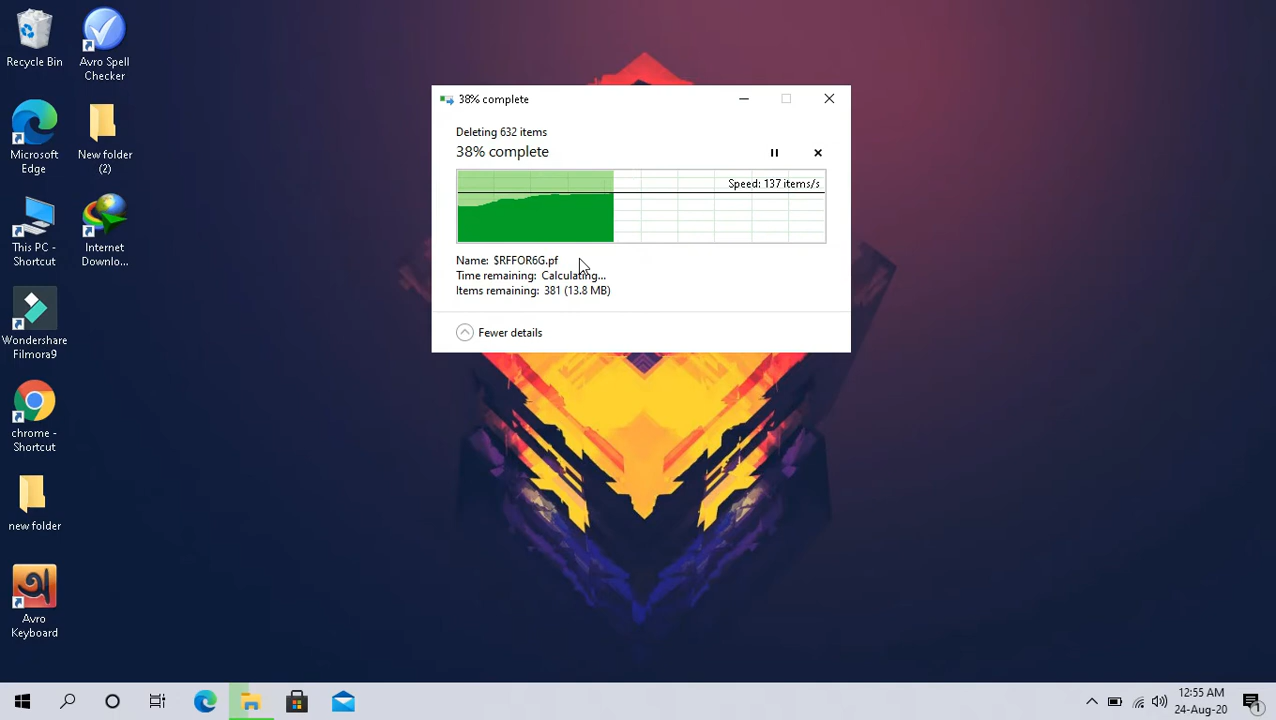 Recycle Bin
Avro Spell
Checker
Microsoft
Edge
New folder
(2)
This PC -
Shortcut
Internet
Downlo...
Wondershare
Filmora9
chrome -
Shortcut
new folder
অ
Avro
Keyboard
38% complete
Deleting 632 items
38% complete
Speed: 137 items/s
Name: $RFFOR6G.pf
Time remaining: Calculating...
Items remaining: 381 (13.8 MB)
Fewer details
12:55 AM
24-Aug-20
1